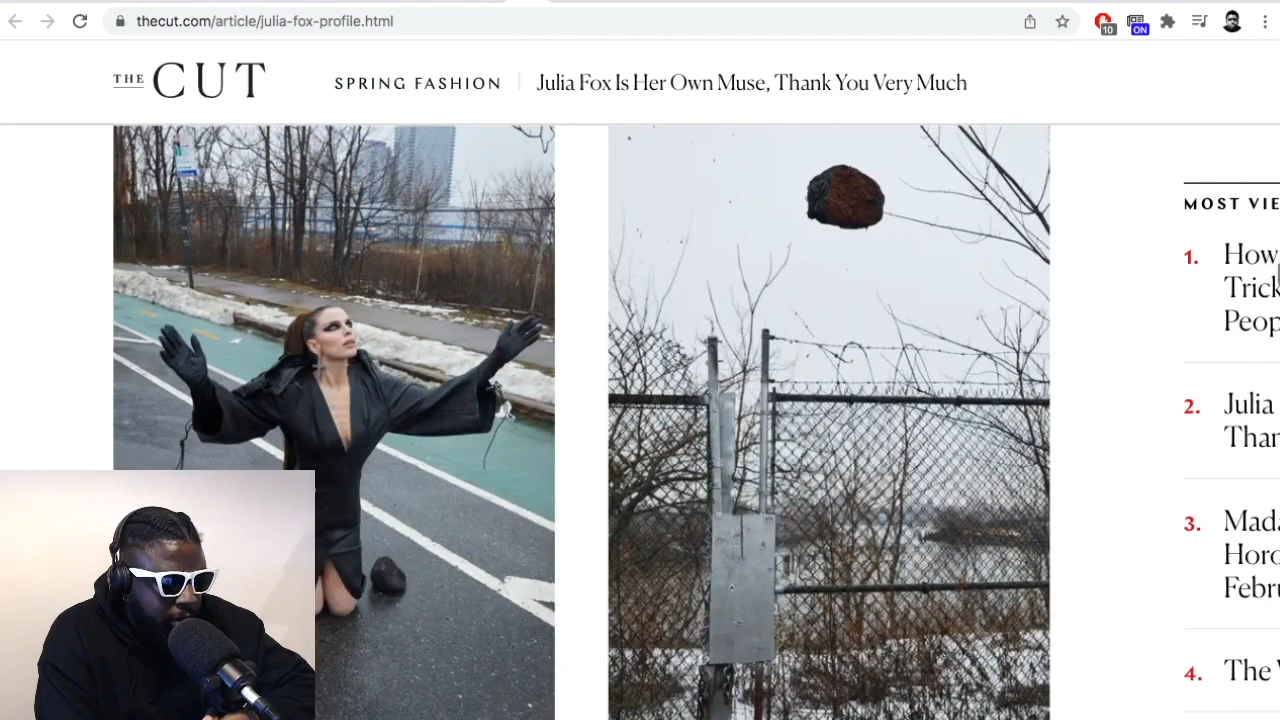 thecut.com/article/julia-fox-profile.html
10
ON
THE CUT
SPRING FASHION
Julia Fox Is Her Own Muse, Thank You Very Much
MOST VIE
1. How
Trick
Peop
2. Julia
Than
3. Mada
Horo
Febru
4. The